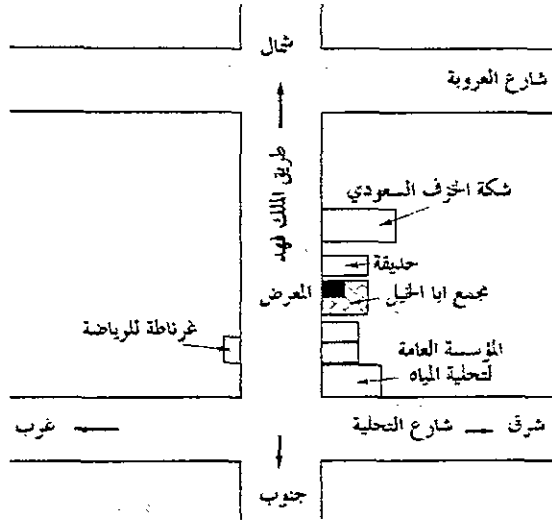 شمال
شارع العروبة
طريق الملك فهد
شكة الخزف السعودي
حديقة
مجمع ابا الخيل
المعرض
غرناطة للرياضة
المؤسسة العامة
لتحلية المياه
شرق
شارع التحلية
غرب
جنوب